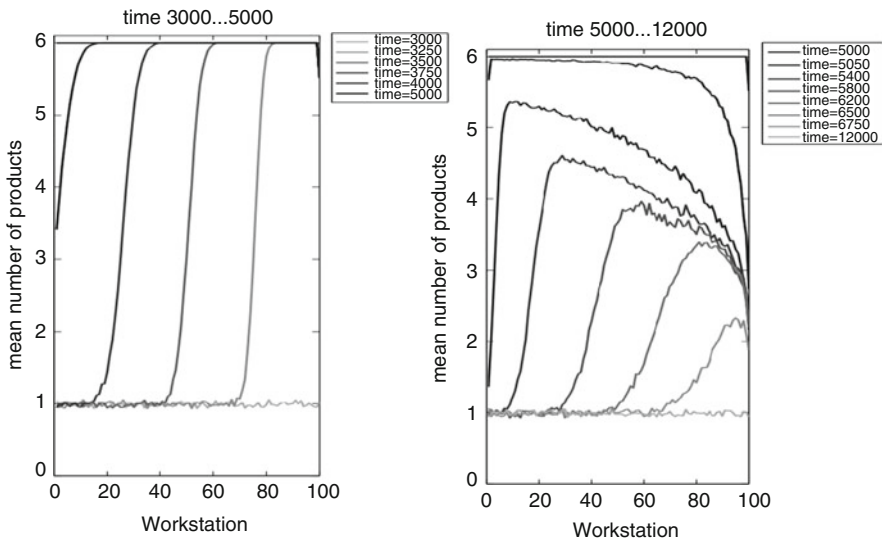 time 3000...5000
6
5
4
3
2
1
0
mean number of products
0 20 40 60 80 100
Workstation
time=3000
time=3250
time=3500
time=3750
time=4000
time=5000
time 5000...12000
6
5
4
3
2
1
0
mean number of products
0 20 40 60 80 100
Workstation
time=5000
time=5050
time=5400
time=5800
time=6200
time=6500
time=6750
time=12000